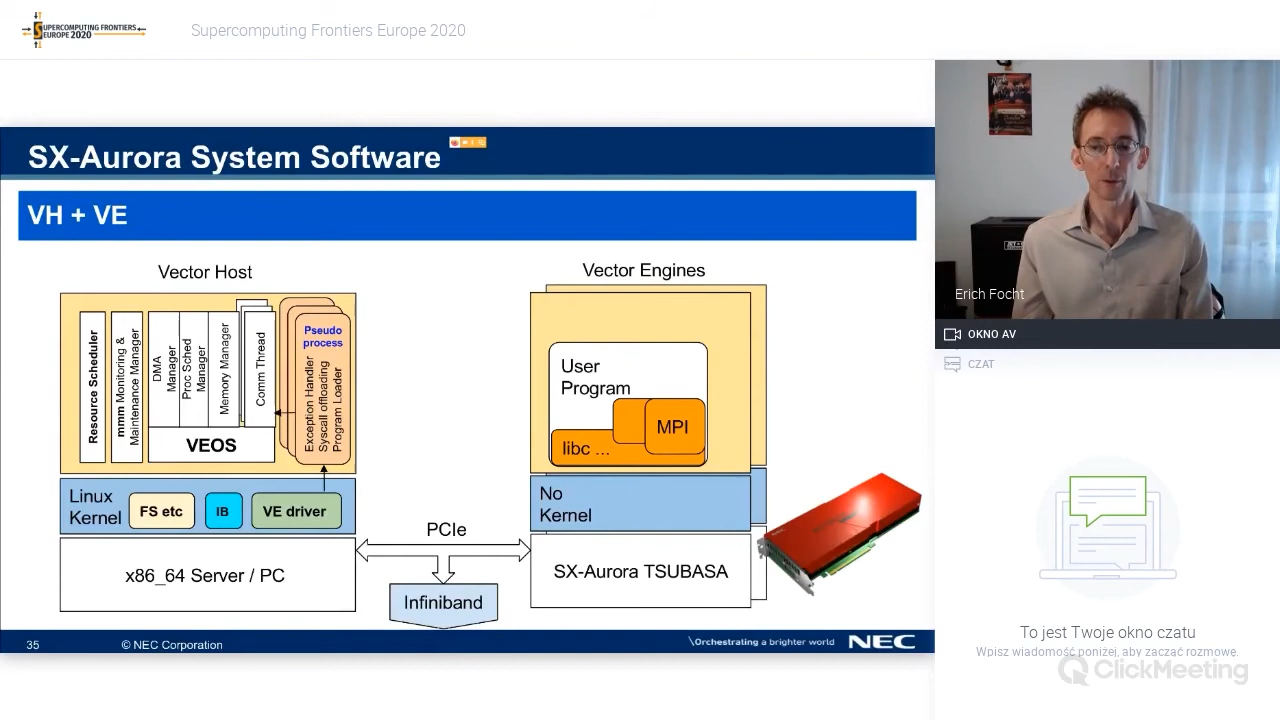 SUPERCOMPUTING FRONTIERS
EUROPE 2020
Supercomputing Frontiers Europe 2020
SX-Aurora System Software
VH + VE
Vector Host
Vector Engines
Resource Scheduler
mmm Monitoring &
Maintenance Manager
DMA
Manager
Proc Sched
Manager
Memory Manager
Comm Thread
Pseudo
process
Exception Handler
Syscall offloading
Program Loader
VEOS
User
Program
MPI
libc ...
Linux
Kernel
FS etc
IB
VE driver
No
Kernel
PCIe
x86_64 Server / PC
SX-Aurora TSUBASA
Infiniband
35
© NEC Corporation
\Orchestrating a brighter world
NEC
Erich Focht
OKNO AV
CZAT
To jest Twoje okno czatu
Wpisz wiadomość poniżej, aby zacząć rozmowę.
ClickMeeting